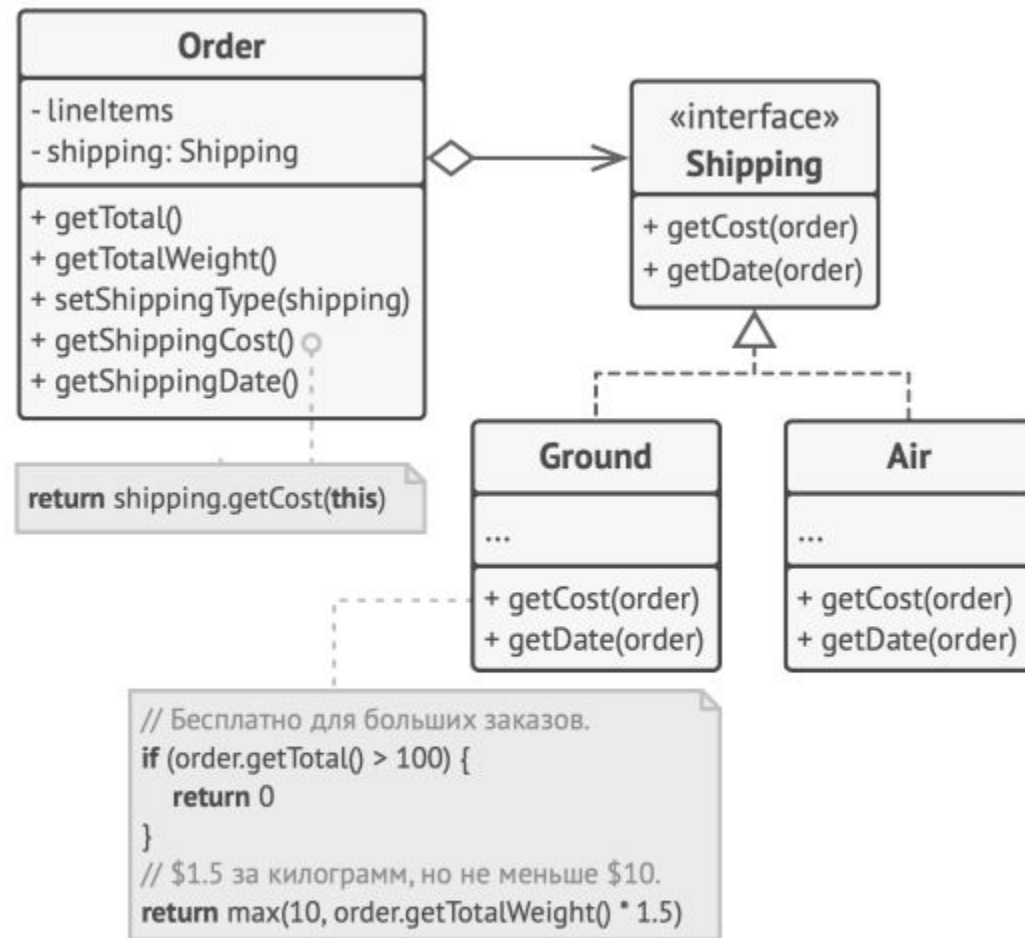 Order
- lineItems
- shipping: Shipping
+ getTotal()
+ getTotalWeight()
+ setShippingType(shipping)
+ getShippingCost()
+ getShippingDate()
return shipping.getCost(this)
«interface»
Shipping
+ getCost(order)
+ getDate(order)
Ground
...
+ getCost(order)
+ getDate(order)
Air
...
+ getCost(order)
+ getDate(order)
// Бесплатно для больших заказов.
if (order.getTotal() > 100) {
return 0
}
// $1.5 за килограмм, но не меньше $10.
return max(10, order.getTotalWeight() * 1.5)